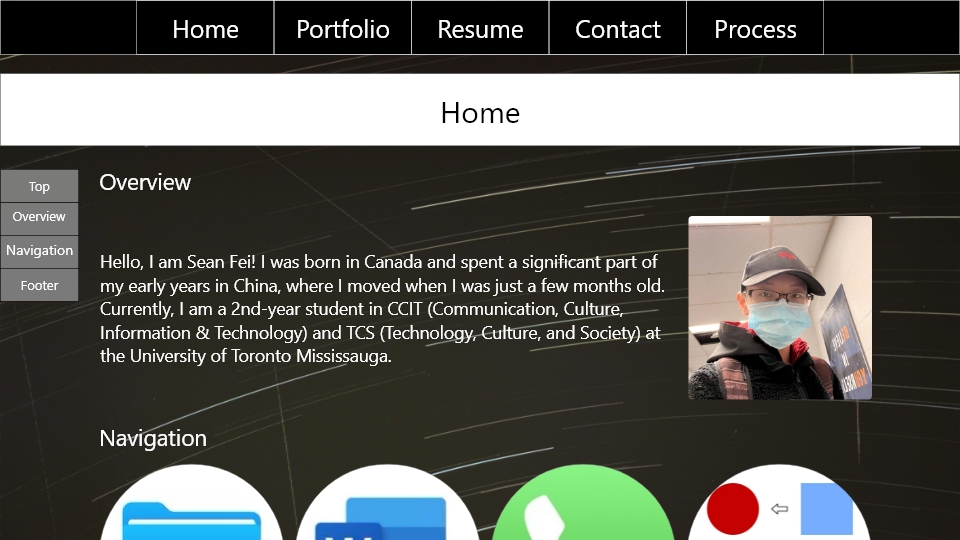 Home
Portfolio
Resume
Contact
Process
Home
Top
Overview
Navigation
Footer
Overview
Hello, I am Sean Fei! I was born in Canada and spent a significant part of
my early years in China, where I moved when I was just a few months old.
Currently, I am a 2nd-year student in CCIT (Communication, Culture,
Information & Technology) and TCS (Technology, Culture, and Society) at
the University of Toronto Mississauga.
Navigation